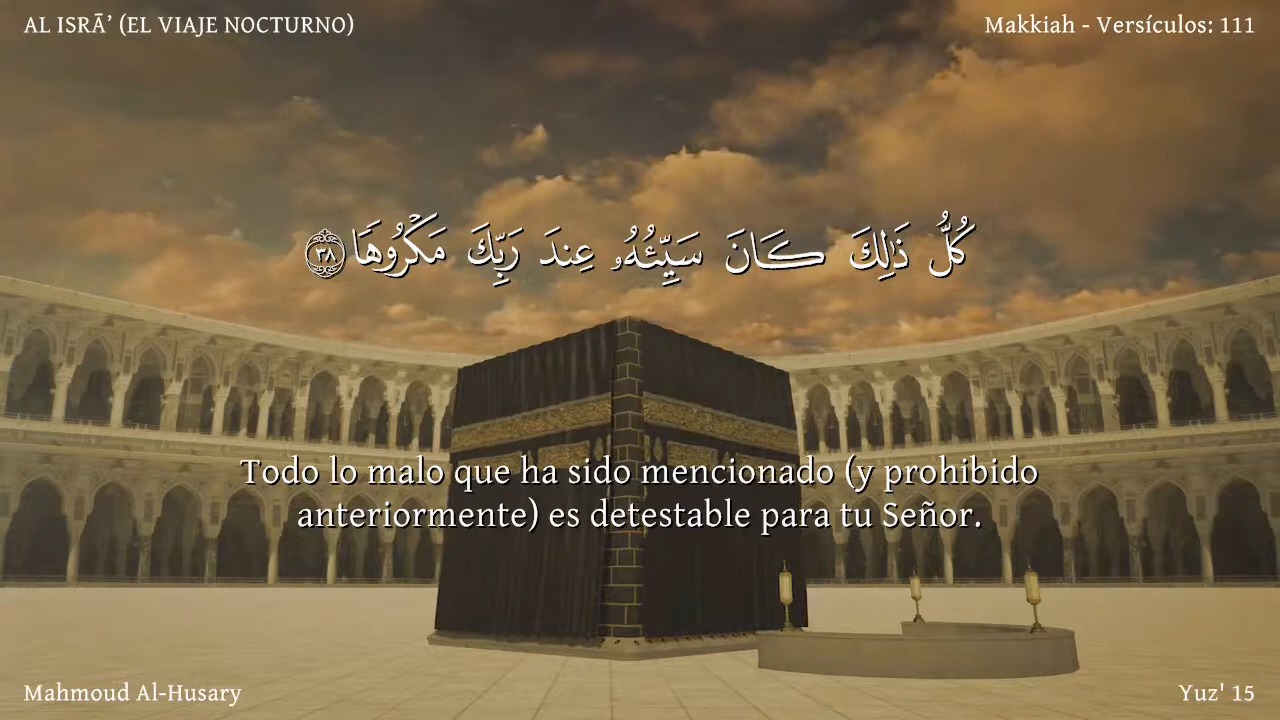 AL ISRĀ’ (EL VIAJE NOCTURNO)
Makkiah - Versículos: 111
كُلُّ ذَٰلِكَ كَانَ سَيِّئُهُۥ عِندَ رَبِّكَ مَكْرُوهًا ٣٨
Todo lo malo que ha sido mencionado (y prohibido
anteriormente) es detestable para tu Señor.
Mahmoud Al-Husary
Yuz' 15